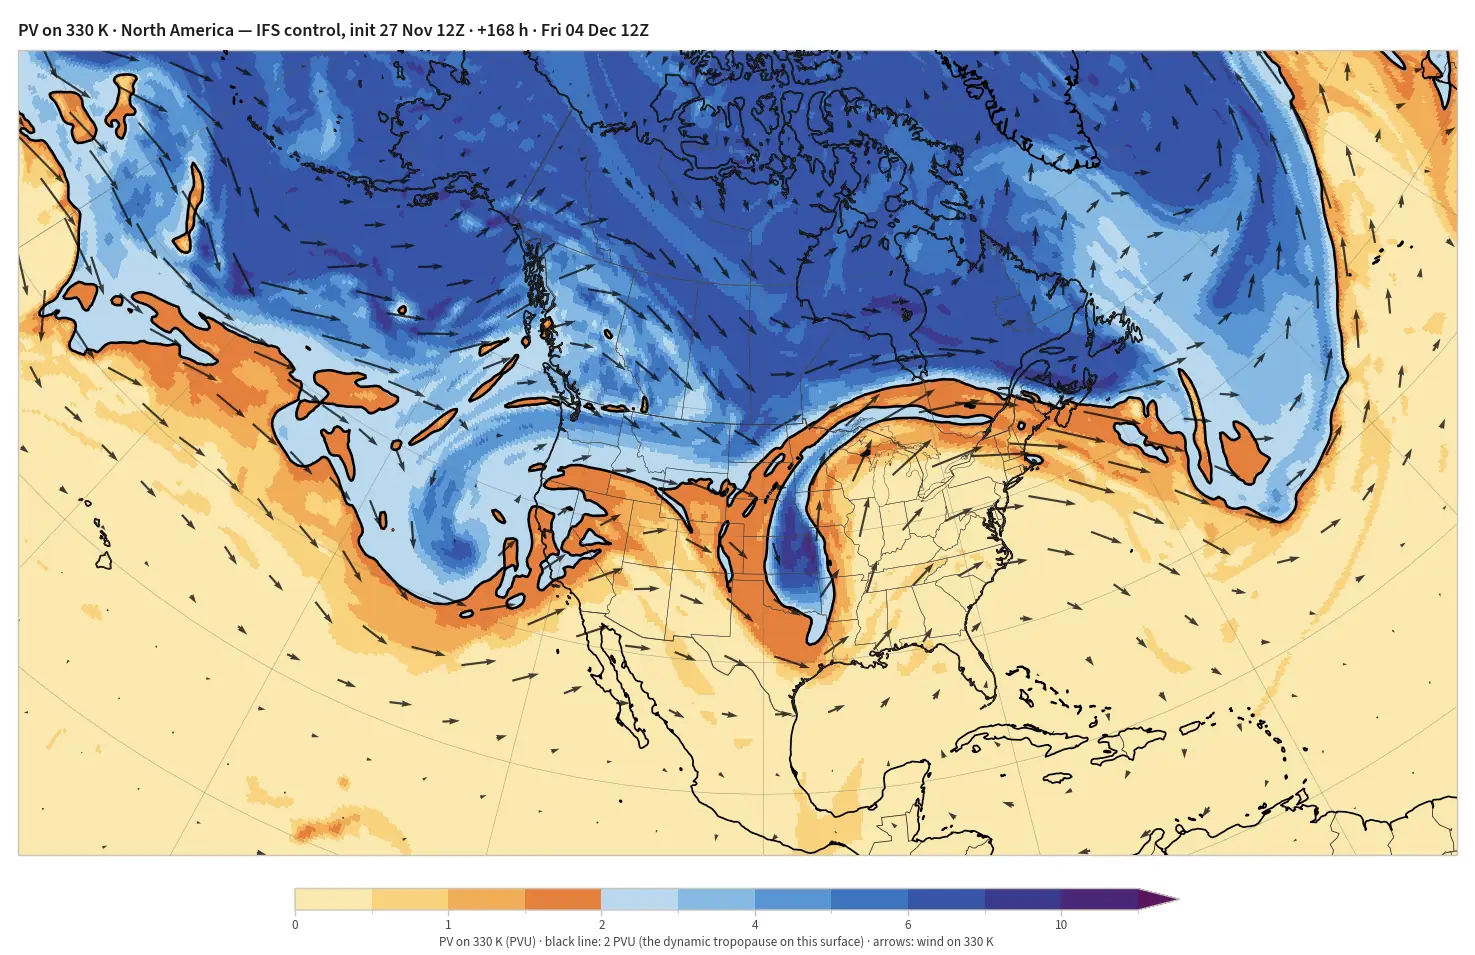 PV on 330 K · North America — IFS control, init 27 Nov 12Z · +168 h · Fri 04 Dec 12Z
0 1 2 4 6 10
PV on 330 K (PVU) · black line: 2 PVU (the dynamic tropopause on this surface) · arrows: wind on 330 K